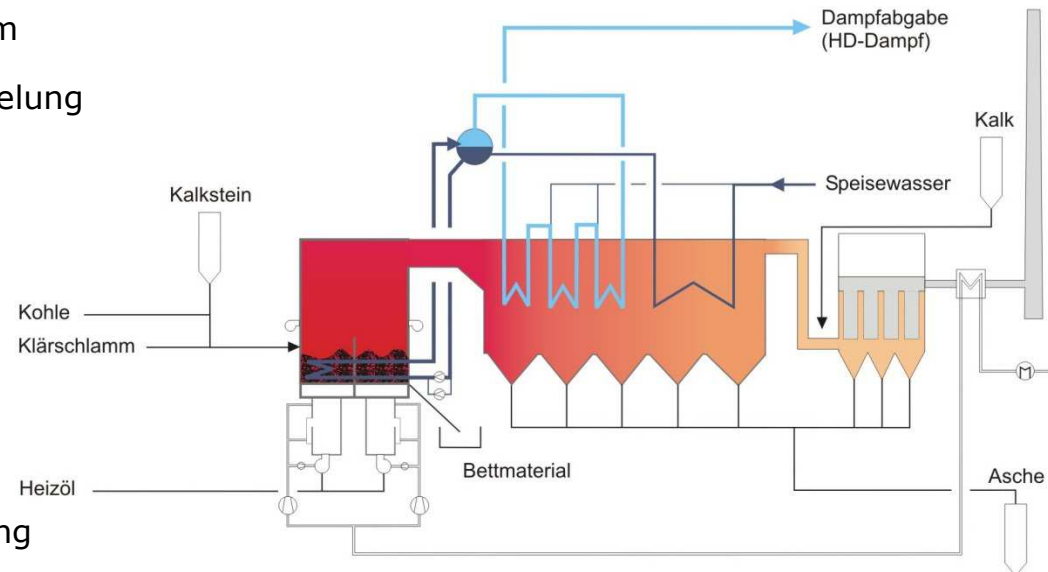 m
elung
Dampfabgabe
(HD-Dampf)
Kalk
Kalkstein
Speisewasser
Kohle
Klärschlamm
Bettmaterial
Heizöl
Asche
ng
M